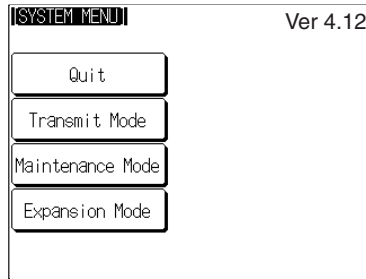 [SYSTEM MENU]
Ver 4.12
Quit
Transmit Mode
Maintenance Mode
Expansion Mode